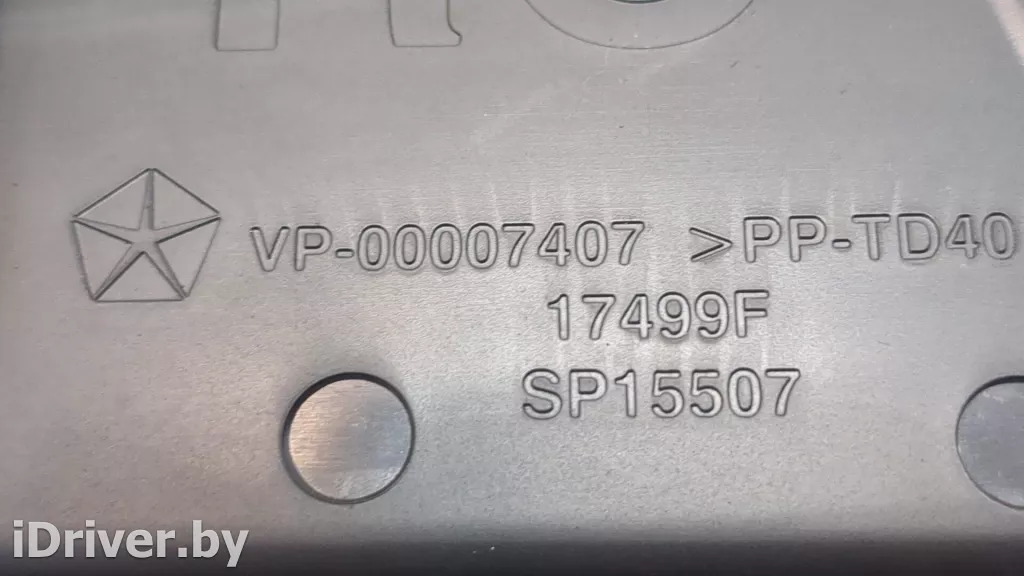 VP-00007407 >PP-TD40
17499F
SP15507
iDriver.by